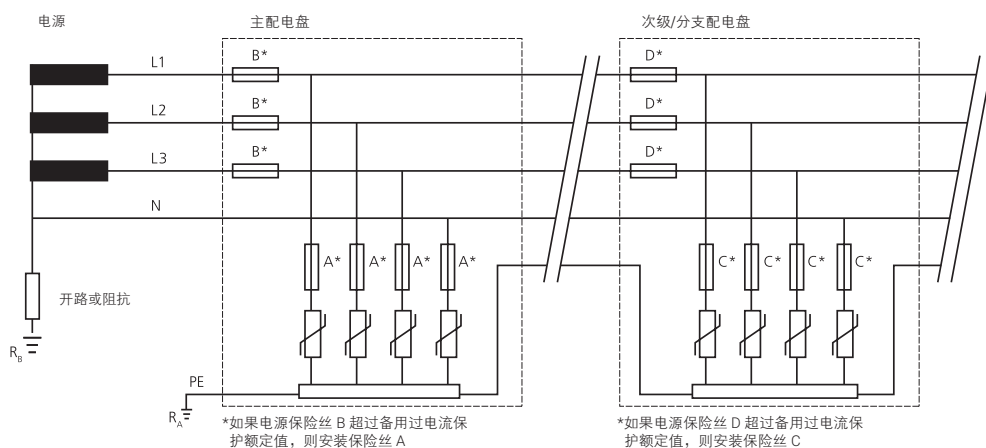 电源
主配电盘
次级/分支配电盘
L1
B*
D*
L2
B*
D*
L3
B*
D*
N
A* A* A* A*
C* C* C* C*
开路或阻抗
RB
PE
RA
*如果电源保险丝 B 超过备用过电流保
护额定值，则安装保险丝 A
*如果电源保险丝 D 超过备用过电流保
护额定值，则安装保险丝 C